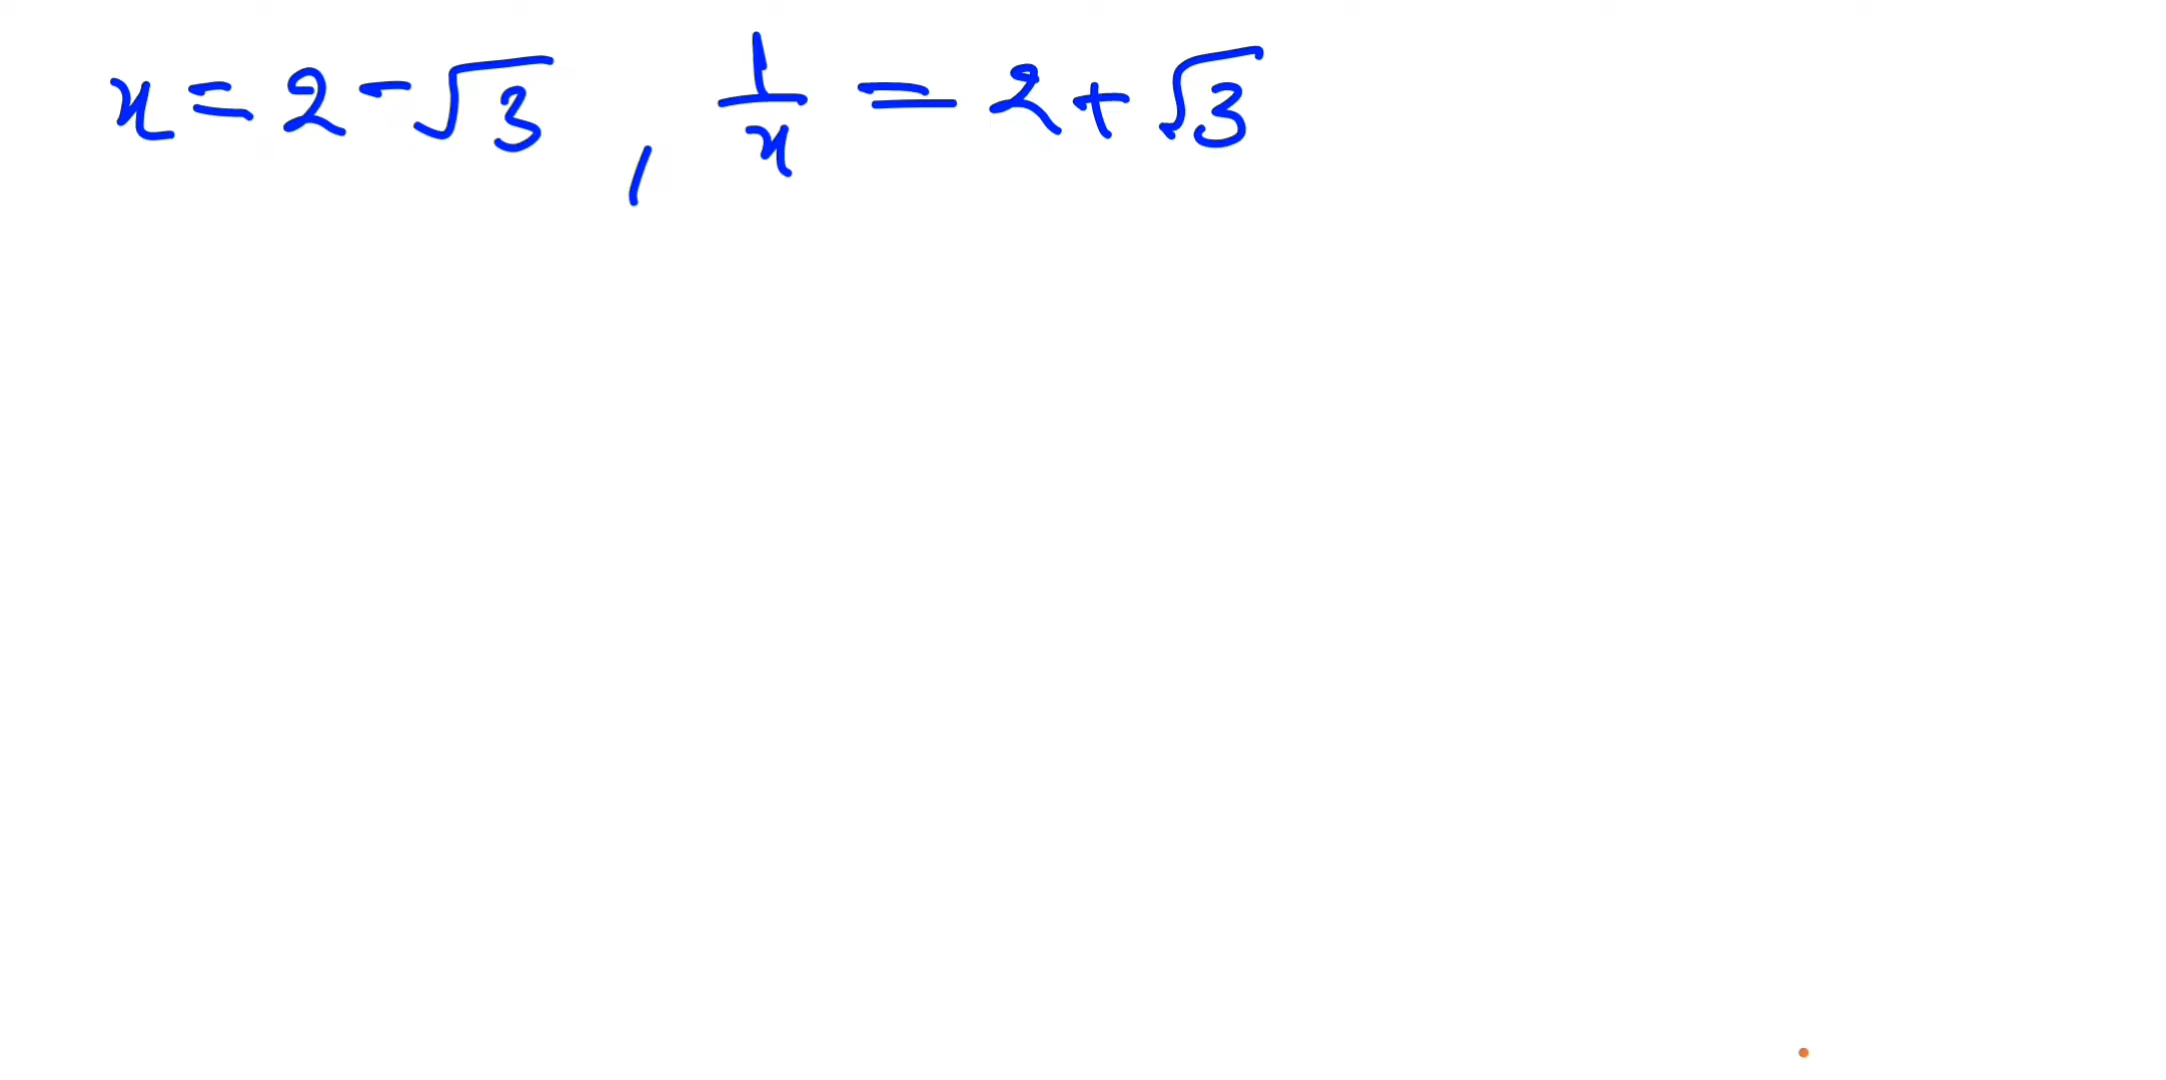 x = 2 - √3 , 1/x = 2 + √3